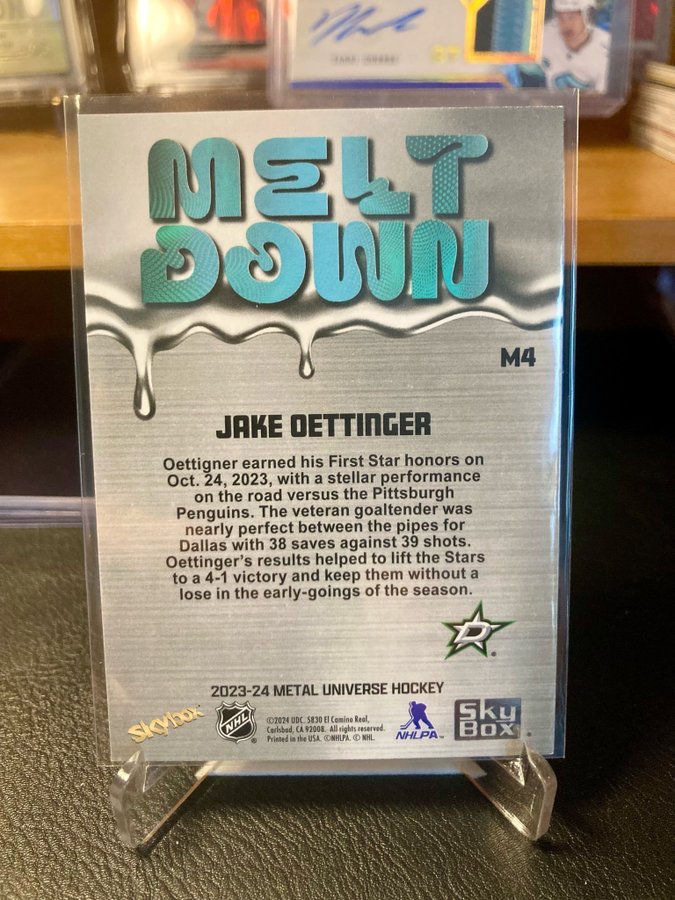 MELT
DOWN
M4
JAKE OETTINGER
Oettigner earned his First Star honors on
Oct. 24, 2023, with a stellar performance
on the road versus the Pittsburgh
Penguins. The veteran goaltender was
nearly perfect between the pipes for
Dallas with 38 saves against 39 shots.
Oettinger's results helped to lift the Stars
to a 4-1 victory and keep them without a
lose in the early-goings of the season.
D
2023-24 METAL UNIVERSE HOCKEY
skybox
NHL
©2024 UDC. 5830 El Camino Real,
Carlsbad, CA 92008. All rights reserved.
Printed in the USA. ©NHLPA. © NHL.
NHLPA™
Sky
Box